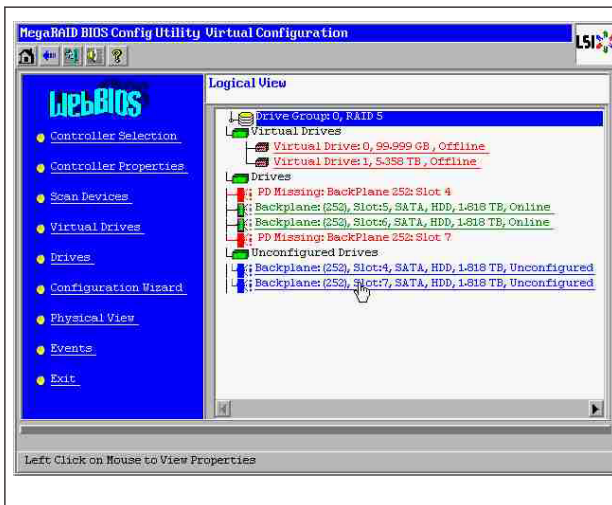 MegaRAID BIOS Config Utility Virtual Configuration
LSI
WebBIOS
Controller Selection
Controller Properties
Scan Devices
Virtual Drives
Drives
Configuration Wizard
Physical View
Events
Exit
Logical View
Drive Group: 0, RAID 5
Virtual Drives
Virtual Drive: 0, 99.999 GB, Offline
Virtual Drive: 1, 5.358 TB, Offline
Drives
PD Missing: BackPlane 252: Slot 4
Backplane: (252), Slot:5, SATA, HDD, 1.818 TB, Online
Backplane: (252), Slot:6, SATA, HDD, 1.818 TB, Online
PD Missing: BackPlane 252: Slot 7
Unconfigured Drives
Backplane: (252), Slot:4, SATA, HDD, 1.818 TB, Unconfigured
Backplane: (252), Slot:7, SATA, HDD, 1.818 TB, Unconfigured
Left Click on Mouse to View Properties